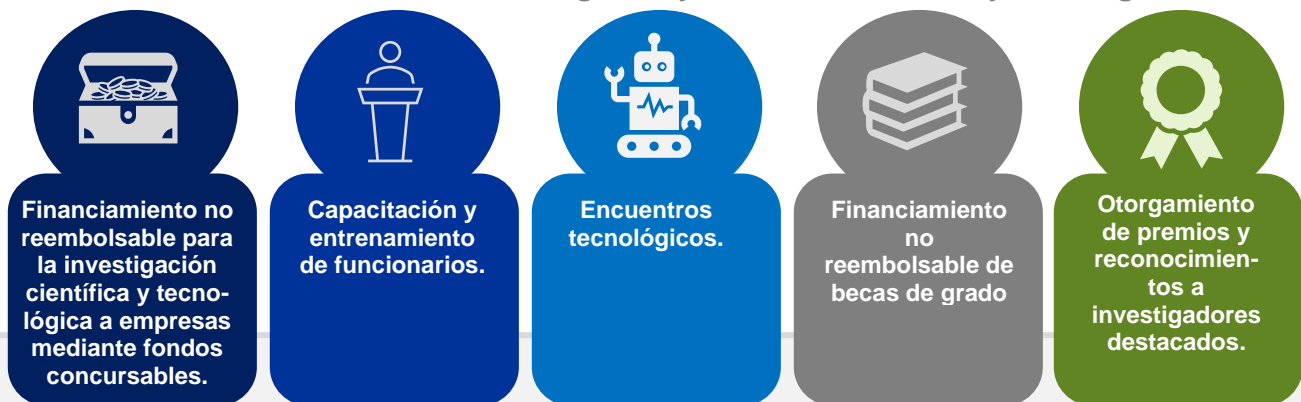 Financiamiento no
reembolsable para
la investigación
científica y tecno-
lógica a empresas
mediante fondos
concursables.
Capacitación y
entrenamiento
de funcionarios.
Encuentros
tecnológicos.
Financiamiento
no
reembolsable de
becas de grado
Otorgamiento
de premios y
reconocimien-
tos a
investigadores
destacados.